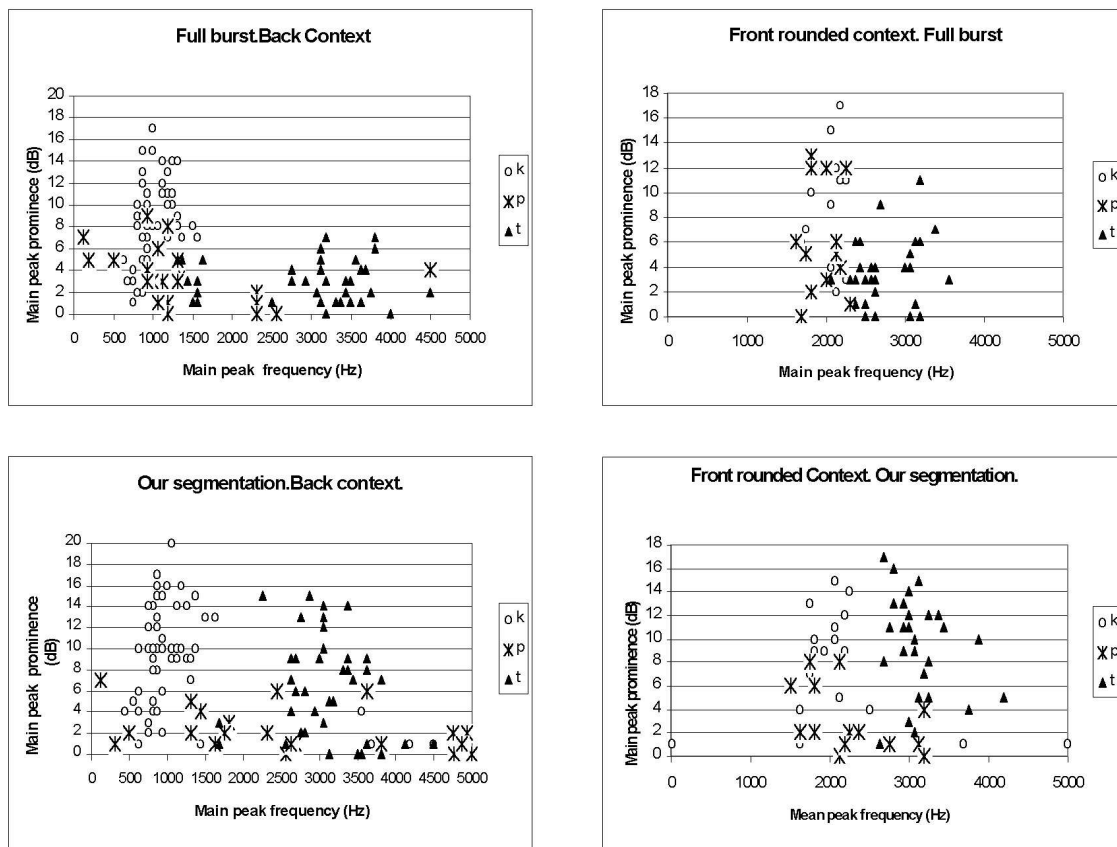 Full burst.Back Context
Main peak prominece (dB)
20
18
16
14
12
10
8
6
4
2
0
0 500 1000 1500 2000 2500 3000 3500 4000 4500 5000
Main peak frequency (Hz)
k
p
t
Front rounded context. Full burst
Main peak prominence (dB)
18
16
14
12
10
8
6
4
2
0
0 1000 2000 3000 4000 5000
Main peak frequency (Hz)
k
p
t
Our segmentation.Back context.
Main peak prominence
(dB)
20
18
16
14
12
10
8
6
4
2
0
0 500 1000 1500 2000 2500 3000 3500 4000 4500 5000
Main peak frequency (Hz)
k
p
t
Front rounded Context. Our segmentation.
Main peak prominence (dB)
18
16
14
12
10
8
6
4
2
0
0 1000 2000 3000 4000 5000
Mean peak frequency (Hz)
k
p
t